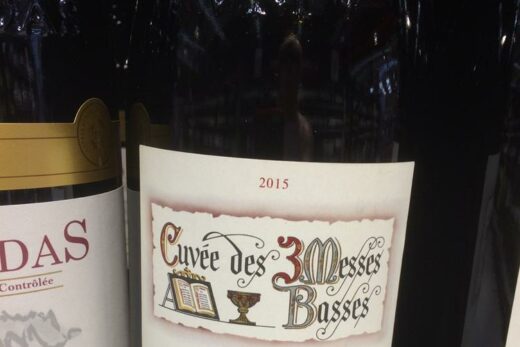 DAS
Contrôlée
2015
Cuvée des 3 Messes
Basses